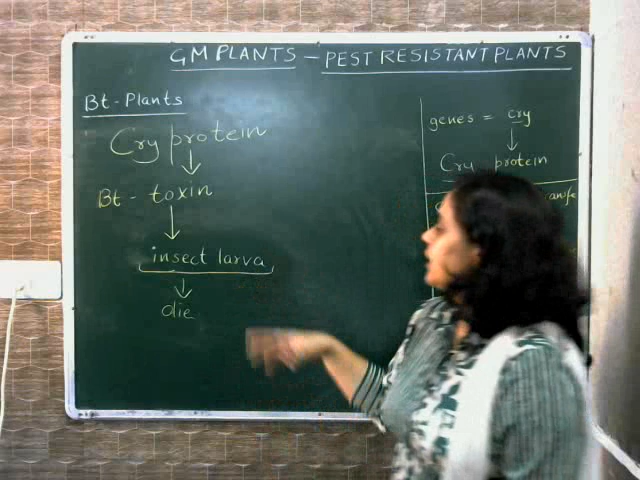 GM PLANTS – PEST RESISTANT PLANTS
Bt - Plants
Cry protein
↓
Bt - toxin
↓
insect larva
↓
die
genes = cry
↓
Cry protein